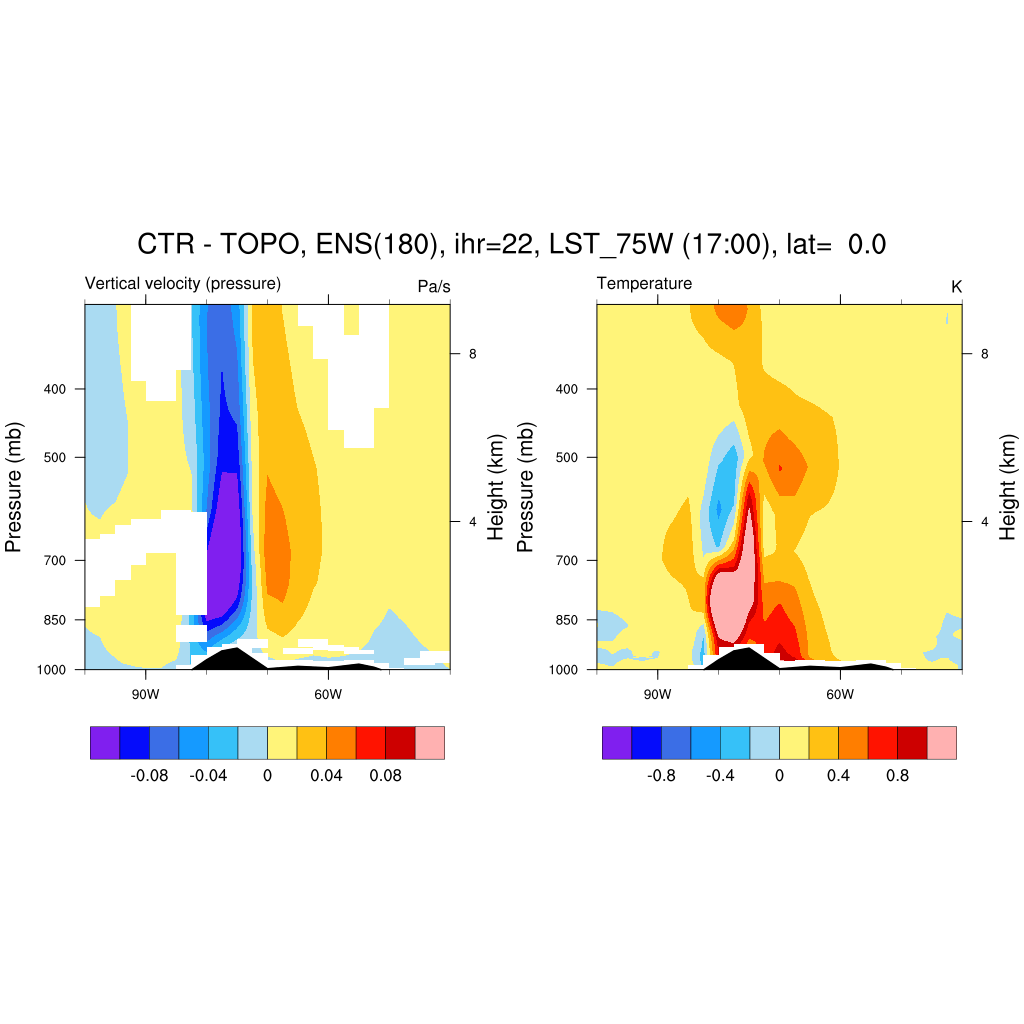 CTR - TOPO, ENS(180), ihr=22, LST_75W (17:00), lat=  0.0
Vertical velocity (pressure) Pa/s
Pressure (mb)
400
500
700
850
1000
8
4
Height (km)
90W 60W
-0.08 -0.04 0 0.04 0.08
Temperature K
Pressure (mb)
400
500
700
850
1000
8
4
Height (km)
90W 60W
-0.8 -0.4 0 0.4 0.8